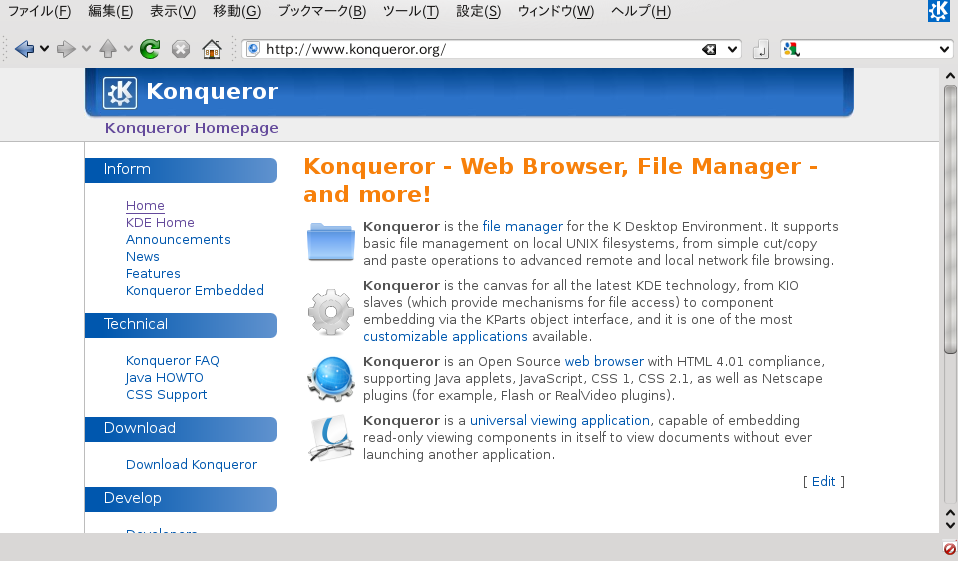 ファイル(F) 編集(E) 表示(V) 移動(G) ブックマーク(B) ツール(T) 設定(S) ウィンドウ(W) ヘルプ(H)
http://www.konqueror.org/
Konqueror
Konqueror Homepage
Inform
Home
KDE Home
Announcements
News
Features
Konqueror Embedded
Technical
Konqueror FAQ
Java HOWTO
CSS Support
Download
Download Konqueror
Develop
Developers
Konqueror - Web Browser, File Manager -
and more!
Konqueror is the file manager for the K Desktop Environment. It supports
basic file management on local UNIX filesystems, from simple cut/copy
and paste operations to advanced remote and local network file browsing.
Konqueror is the canvas for all the latest KDE technology, from KIO
slaves (which provide mechanisms for file access) to component
embedding via the KParts object interface, and it is one of the most
customizable applications available.
Konqueror is an Open Source web browser with HTML 4.01 compliance,
supporting Java applets, JavaScript, CSS 1, CSS 2.1, as well as Netscape
plugins (for example, Flash or RealVideo plugins).
Konqueror is a universal viewing application, capable of embedding
read-only viewing components in itself to view documents without ever
launching another application.
[ Edit ]